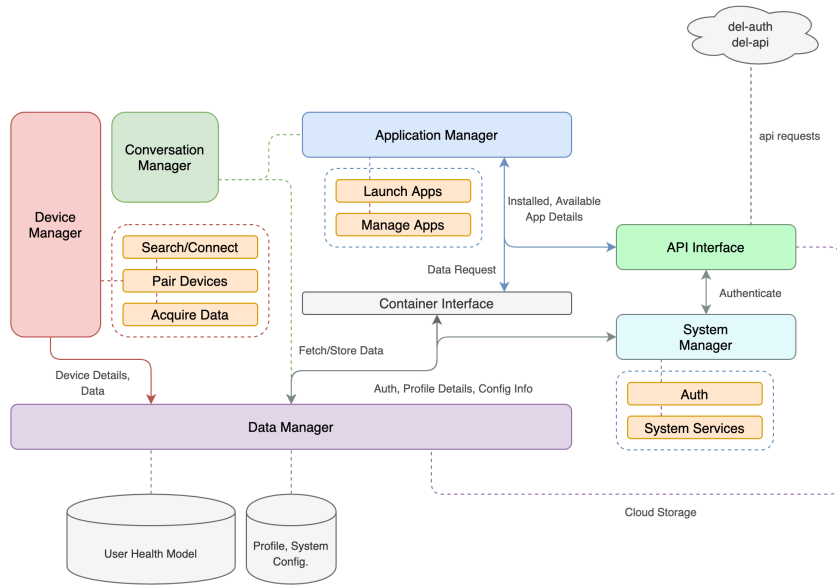 del-auth
del-api
api requests
Conversation
Manager
Application Manager
Device
Manager
Launch Apps
Manage Apps
Installed, Available
App Details
Search/Connect
Pair Devices
Acquire Data
API Interface
Data Request
Container Interface
Authenticate
System
Manager
Fetch/Store Data
Device Details,
Data
Auth, Profile Details, Config Info
Auth
System Services
Data Manager
Cloud Storage
User Health Model
Profile, System
Config.